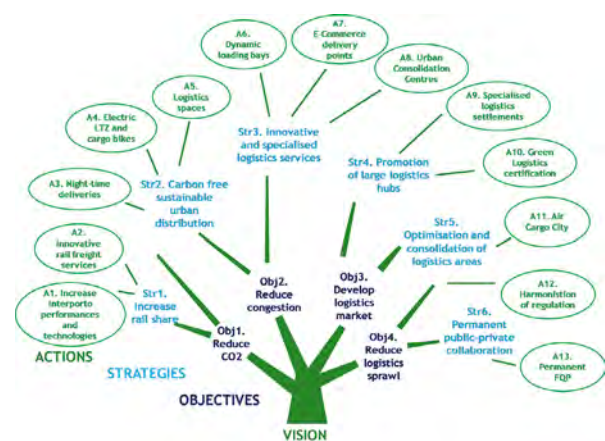 A7.
E-Commerce
delivery
points
A6.
Dynamic
loading bays
A8. Urban
Consolidation
Centres
A5.
Logistics
spaces
A9. Specialised
logistics
settlements
A4. Electric
LTZ and
cargo bikes
Str3. Innovative
and specialised
logistics services
Str4. Promotion
of large logistics
hubs
A10. Green
Logistics
certification
A3. Night-time
deliveries
Str2. Carbon free
sustainable
urban
distribution
Str5.
Optimisation and
consolidation of
logistics areas
A11. Air
Cargo City
A2.
innovative
rail freight
services
Obj2.
Reduce
congestion
Obj3.
Develop
logistics
market
A12.
Harmonistion
of regulation
A1. Increase
Interporto
performances
and
technologies
Str1.
Increase
rail share
Obj1.
Reduce
CO2
Obj4.
Reduce
logistics
sprawl
Str6.
Permanent
public-private
collaboration
A13.
Permanent
FQP
ACTIONS
STRATEGIES
OBJECTIVES
VISION